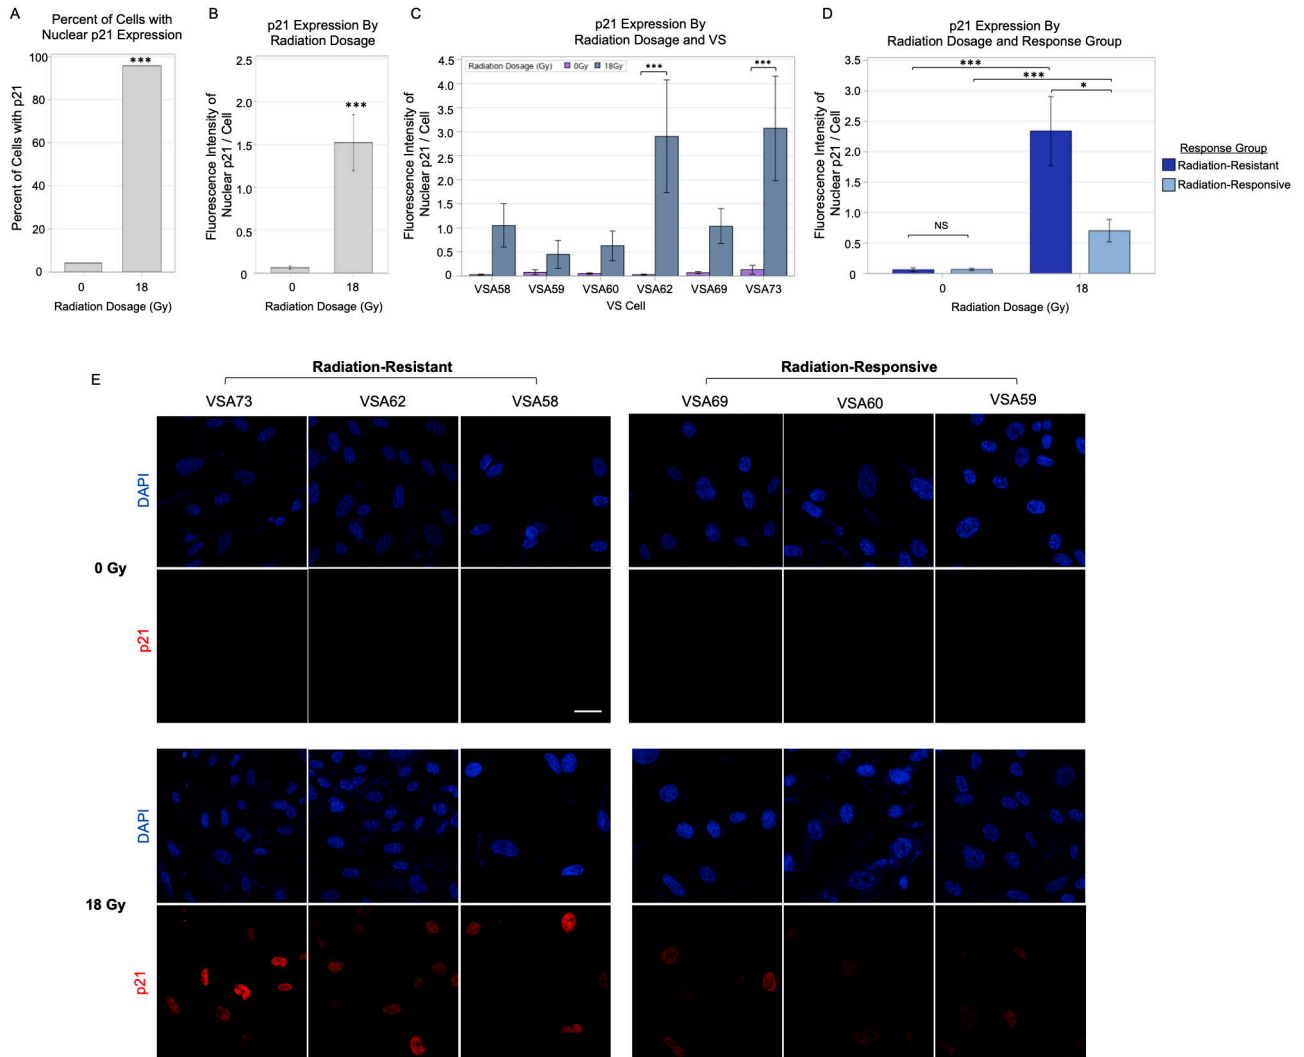 A
Percent of Cells with
Nuclear p21 Expression
Percent of Cells with p21
100
80
60
40
20
0
***
0
18
Radiation Dosage (Gy)
B
p21 Expression By
Radiation Dosage
Fluorescence Intensity of
Nuclear p21 / Cell
2.5
2.0
1.5
1.0
0.5
0
***
0
18
Radiation Dosage (Gy)
C
p21 Expression By
Radiation Dosage and VS
Fluorescence Intensity of
Nuclear p21 / Cell
4.5
4.0
3.5
3.0
2.5
2.0
1.5
1.0
0.5
0
Radiation Dosage (Gy) 0Gy 18Gy
***
***
VSA58 VSA59 VSA60 VSA62 VSA69 VSA73
VS Cell
D
p21 Expression By
Radiation Dosage and Response Group
Fluorescence Intensity of
Nuclear p21 / Cell
3.5
3.0
2.5
2.0
1.5
1.0
0.5
0
***
***
*
NS
0
18
Radiation Dosage (Gy)
Response Group
Radiation-Resistant
Radiation-Responsive
E
Radiation-Resistant
Radiation-Responsive
VSA73 VSA62 VSA58 VSA69 VSA60 VSA59
DAPI
0 Gy
p21
DAPI
18 Gy
p21